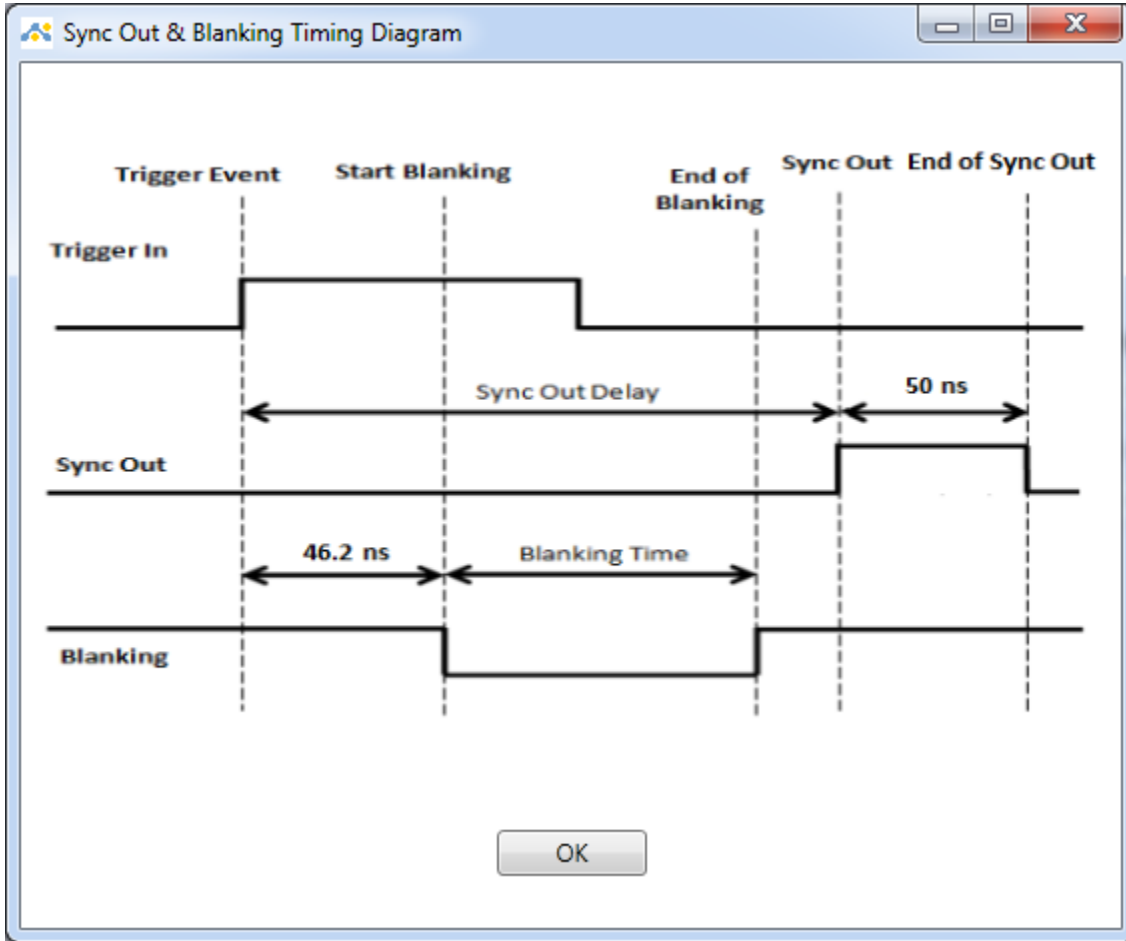 Sync Out & Blanking Timing Diagram
Trigger Event
Start Blanking
End of
Blanking
Sync Out
End of Sync Out
Trigger In
Sync Out Delay
50 ns
Sync Out
46.2 ns
Blanking Time
Blanking
OK